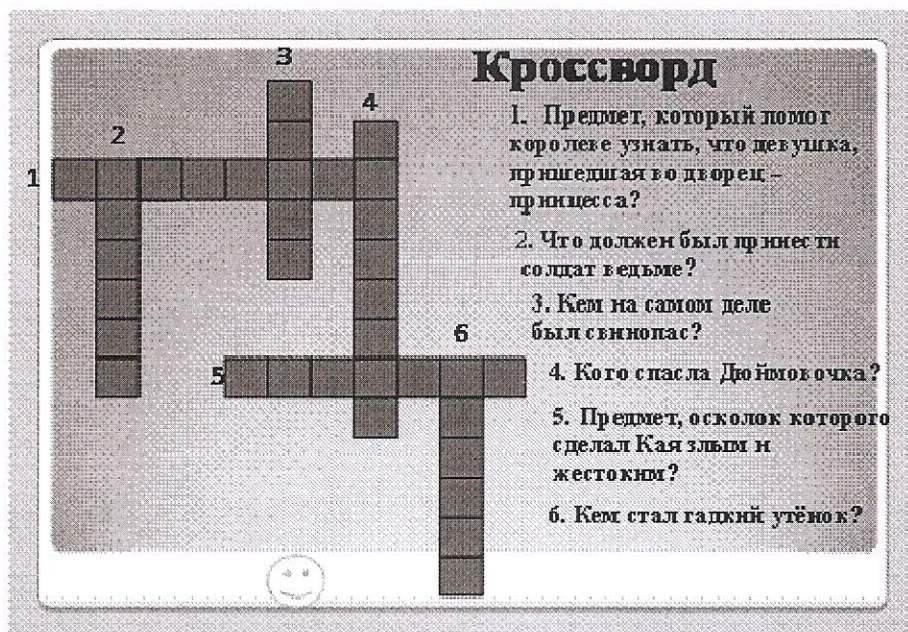 Кроссворд
3
4
2
1
6
5
1. Предмет, который помог
королеве узнать, что девушка,
пришедшая во дворец –
принцесса?
2. Что должен был принести
солдат ведьме?
3. Кем на самом деле
был свинопас?
4. Кого спасла Дюймовочка?
5. Предмет, осколок которого
сделал Кая злым и
жестоким?
6. Кем стал гадкий утёнок?